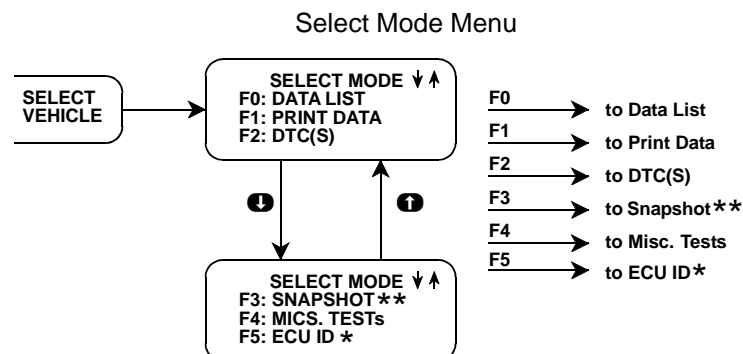 Select Mode Menu
SELECT
VEHICLE
SELECT MODE
F0: DATA LIST
F1: PRINT DATA
F2: DTC(S)
SELECT MODE
F3: SNAPSHOT**
F4: MICS. TESTs
F5: ECU ID *
F0 to Data List
F1 to Print Data
F2 to DTC(S)
F3 to Snapshot**
F4 to Misc. Tests
F5 to ECU ID*